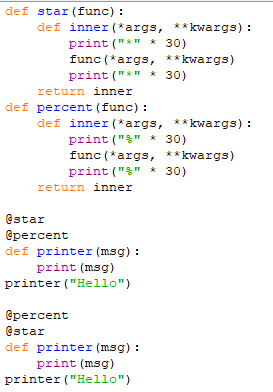 def star(func):
    def inner(*args, **kwargs):
        print("*" * 30)
        func(*args, **kwargs)
        print("*" * 30)
    return inner
def percent(func):
    def inner(*args, **kwargs):
        print("%" * 30)
        func(*args, **kwargs)
        print("%" * 30)
    return inner

@star
@percent
def printer(msg):
    print(msg)
printer("Hello")

@percent
@star
def printer(msg):
    print(msg)
printer("Hello")